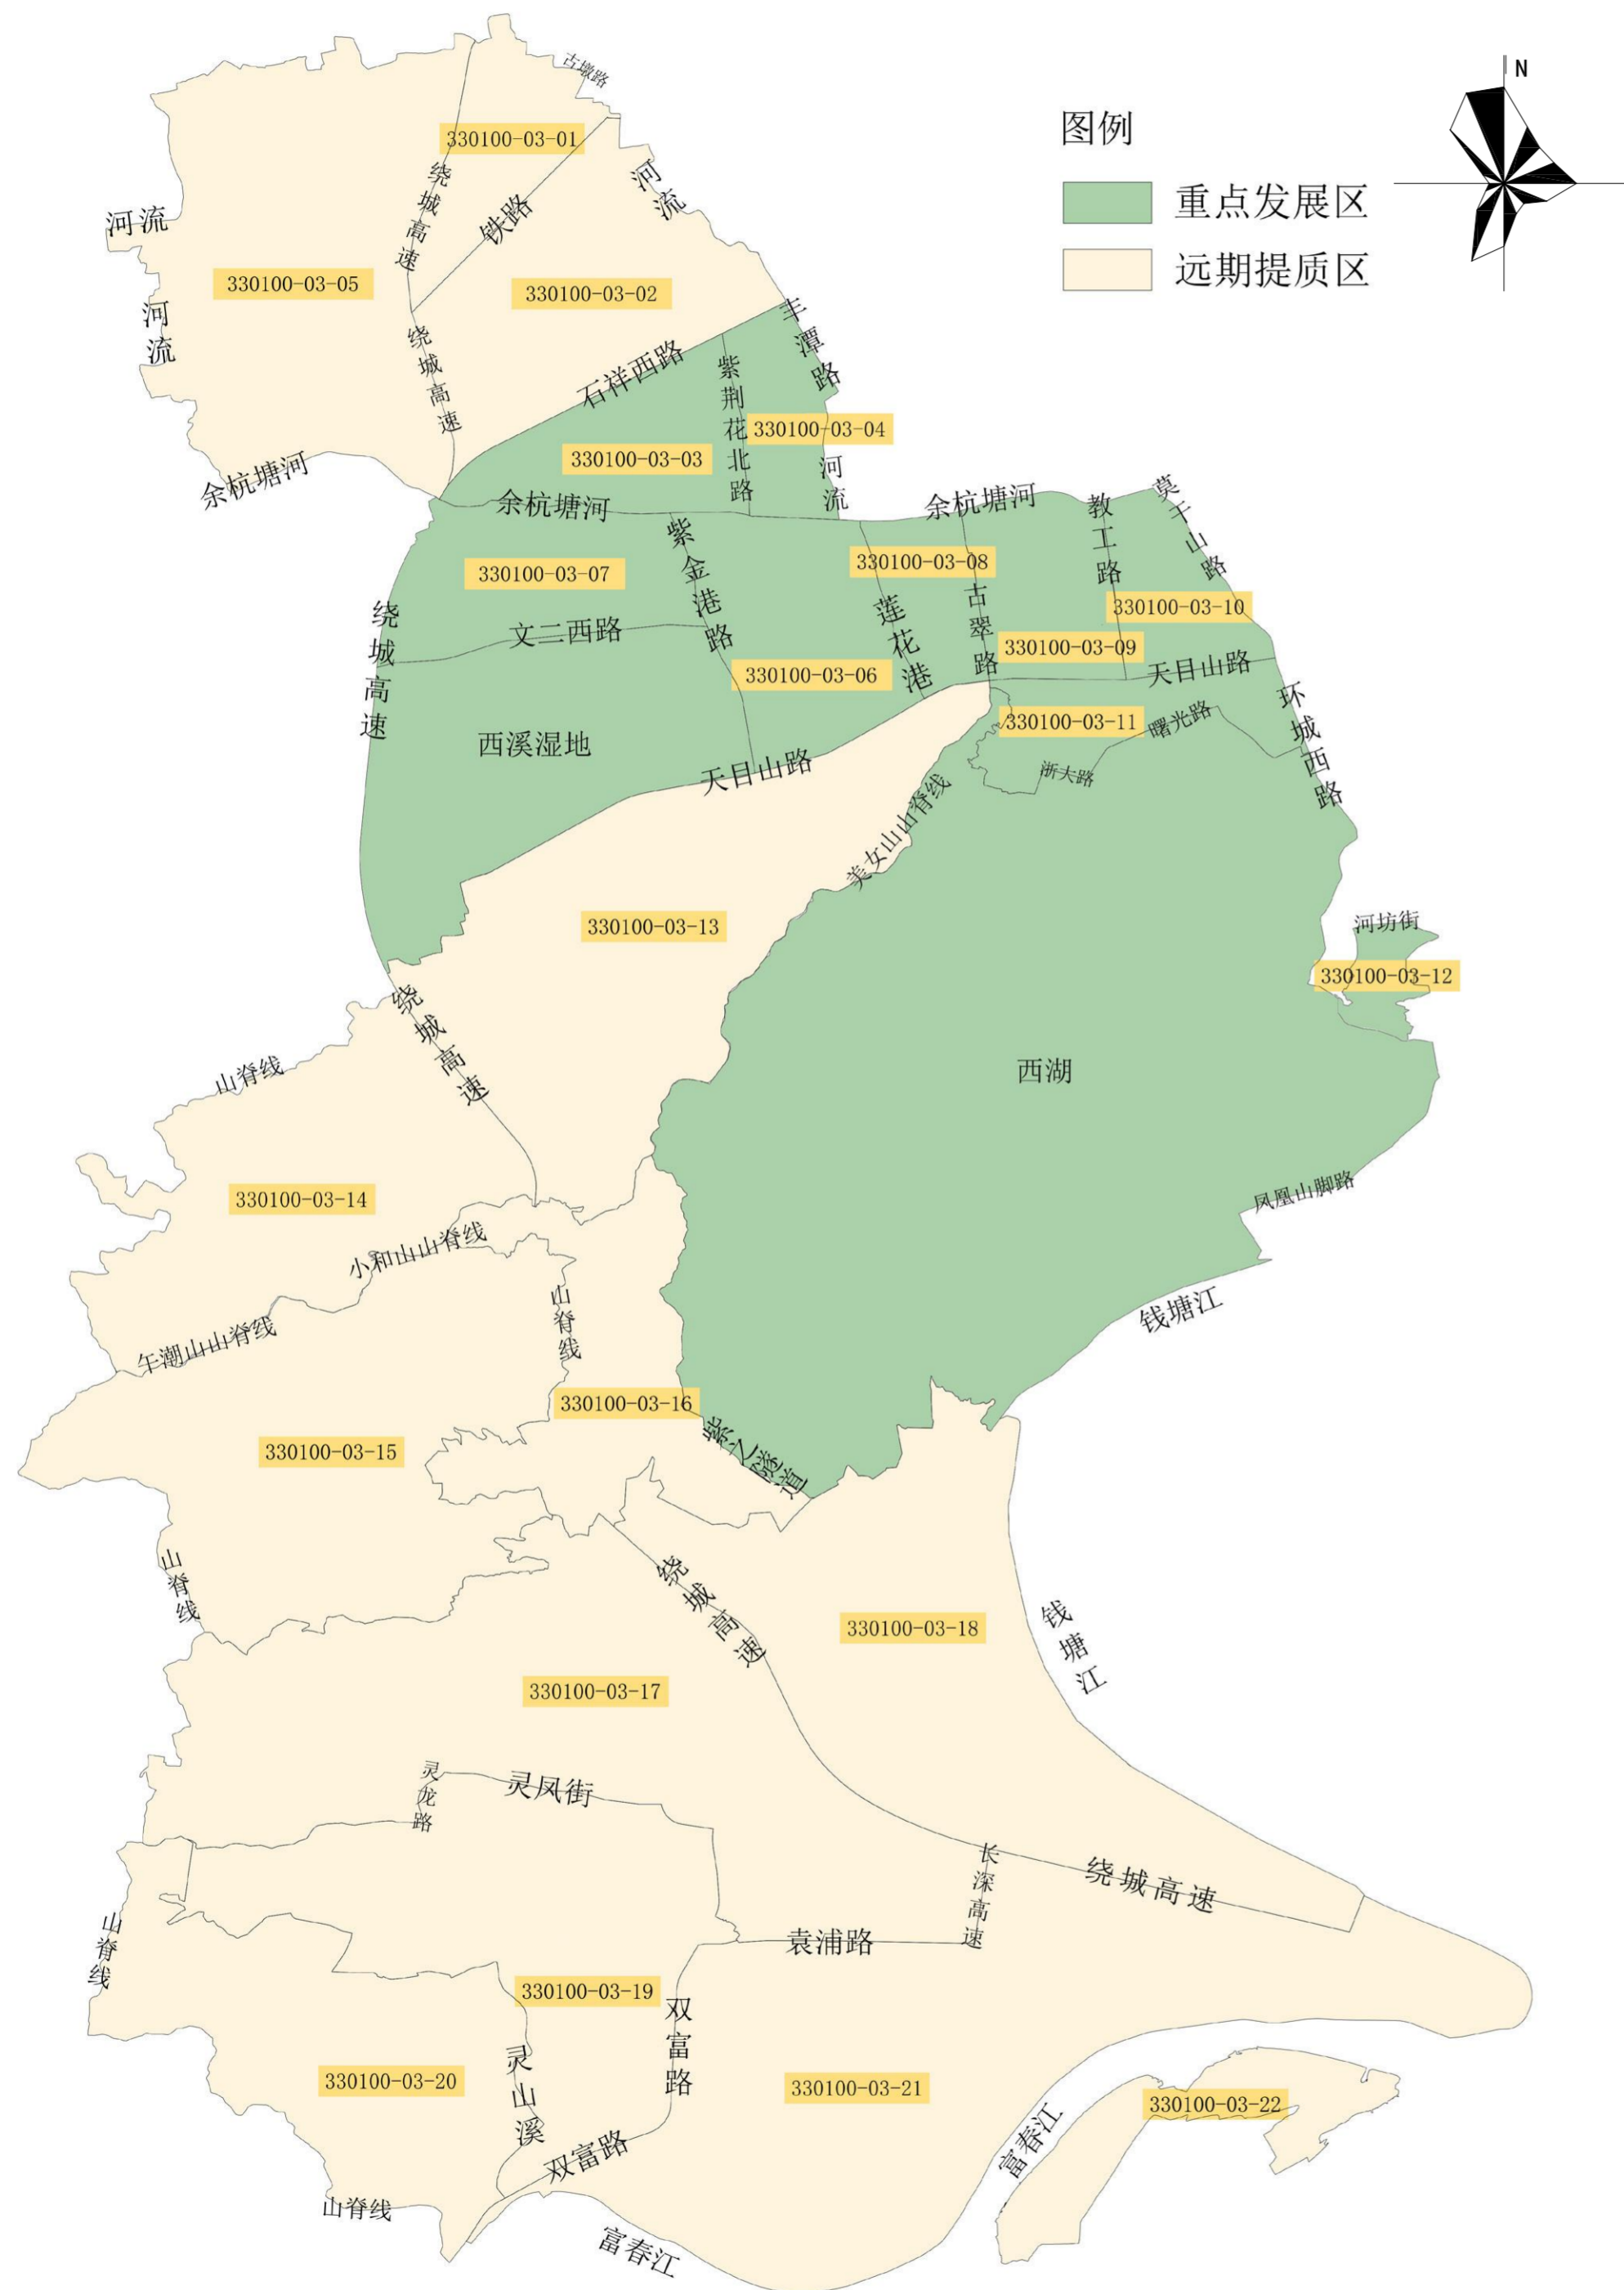 N
图例
重点发展区
远期提质区
古墩路
330100-03-01
绕城高速
铁路
河流
河流
330100-03-05
330100-03-02
河流
绕城高速
丰潭路
石祥西路
紫荆花北路
330100-03-04
330100-03-03
河流
余杭塘河
余杭塘河
余杭塘河
教工路
莫干山路
紫金港路
330100-03-08
330100-03-07
古翠路
莲花港
330100-03-10
绕城高速
文二西路
330100-03-09
330100-03-06
天目山路
环城西路
330100-03-11
曙光路
西溪湿地
天目山路
浙大路
美女山山脊线
330100-03-13
河坊街
330100-03-12
绕城高速
山脊线
西湖
330100-03-14
凤凰山脚路
小和山山脊线
山脊线
钱塘江
午潮山山脊线
330100-03-16
紫之隧道
330100-03-15
山脊线
绕城高速
330100-03-18
钱塘江
330100-03-17
灵龙路
灵凤街
长深高速
绕城高速
山脊线
袁浦路
330100-03-19
双富路
330100-03-20
灵山溪
330100-03-21
330100-03-22
富春江
双富路
山脊线
富春江